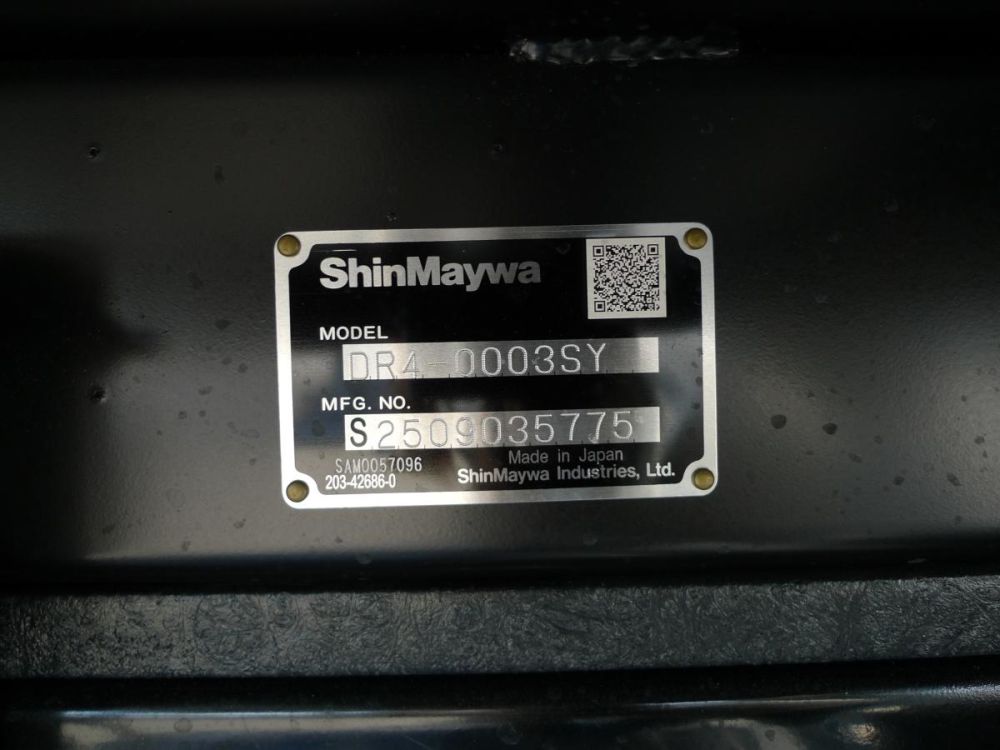 ShinMaywa
MODEL
DR4-0003SY
MFG. NO.
S2509035775
SAM0057096
Made in Japan
203-42686-0
ShinMaywa Industries, Ltd.